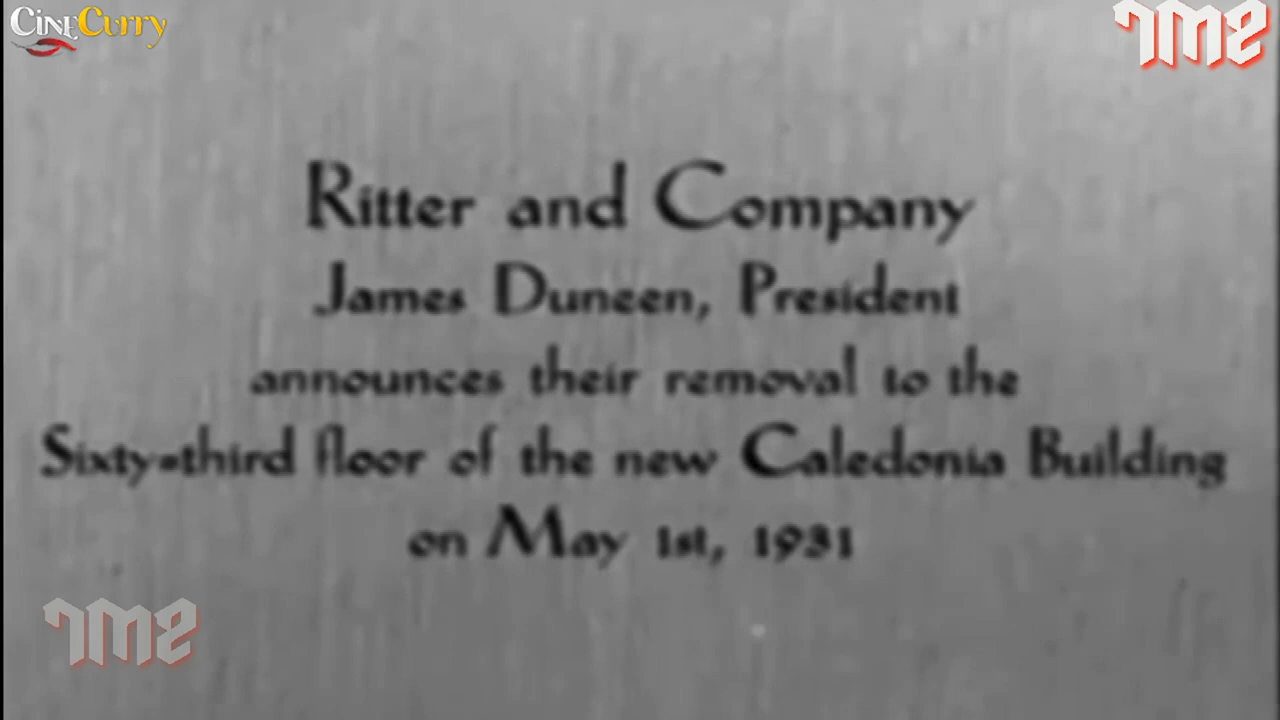 CINECURRY
Ritter and Company
James Duneen, President
announces their removal to the
Sixty-third floor of the new Caledonia Building
on May 1st, 1931